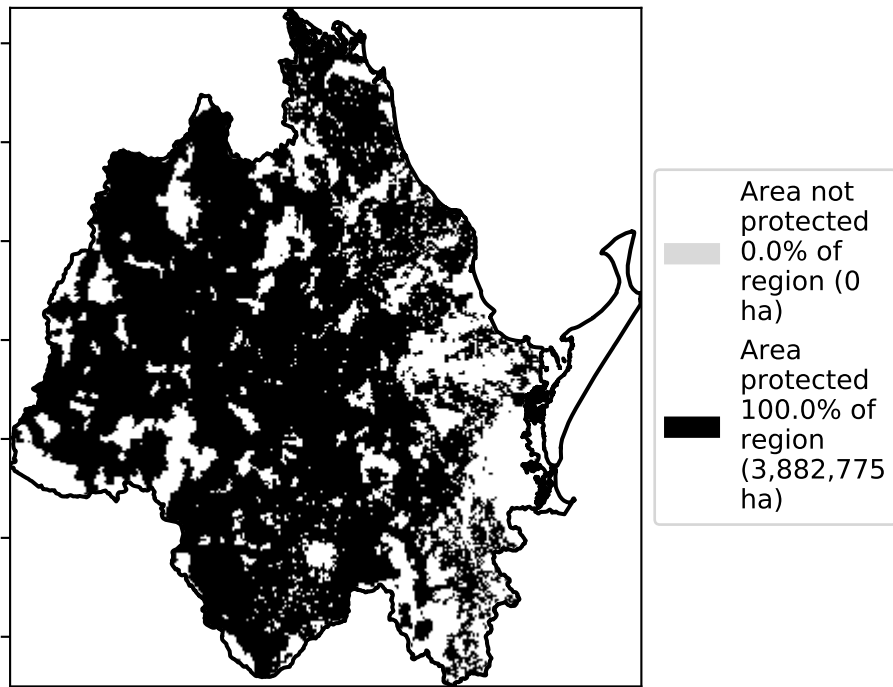 Area not
protected
0.0% of
region (0
ha)
Area
protected
100.0% of
region
(3,882,775
ha)